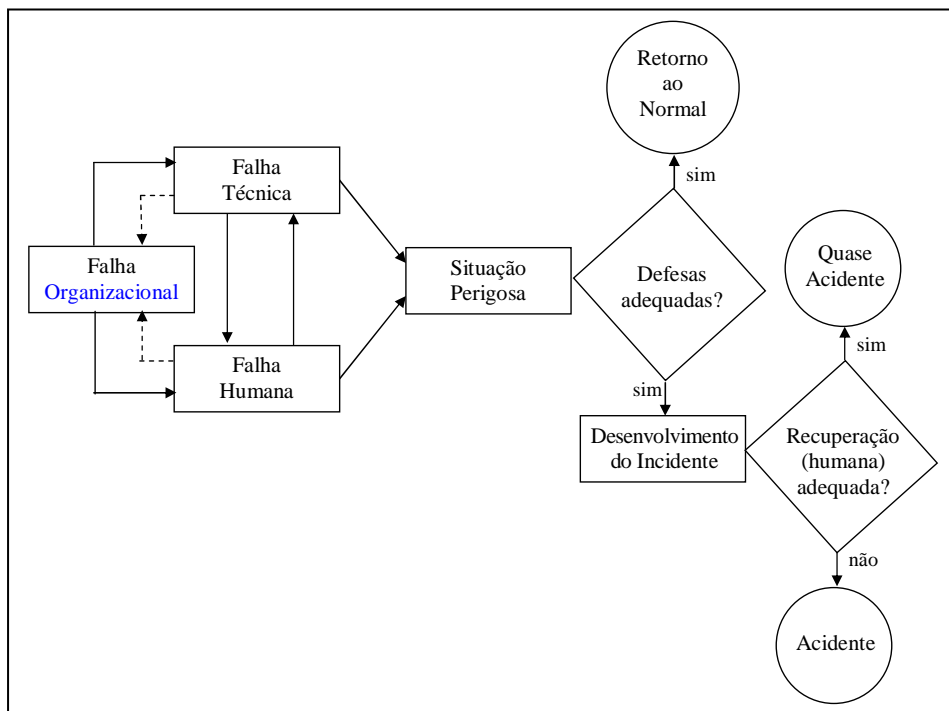 Retorno
ao
Normal
sim
Falha
Técnica
Falha
Organizacional
Falha
Humana
Situação
Perigosa
Defesas
adequadas?
sim
Quase
Acidente
sim
Desenvolvimento
do Incidente
Recuperação
(humana)
adequada?
não
Acidente